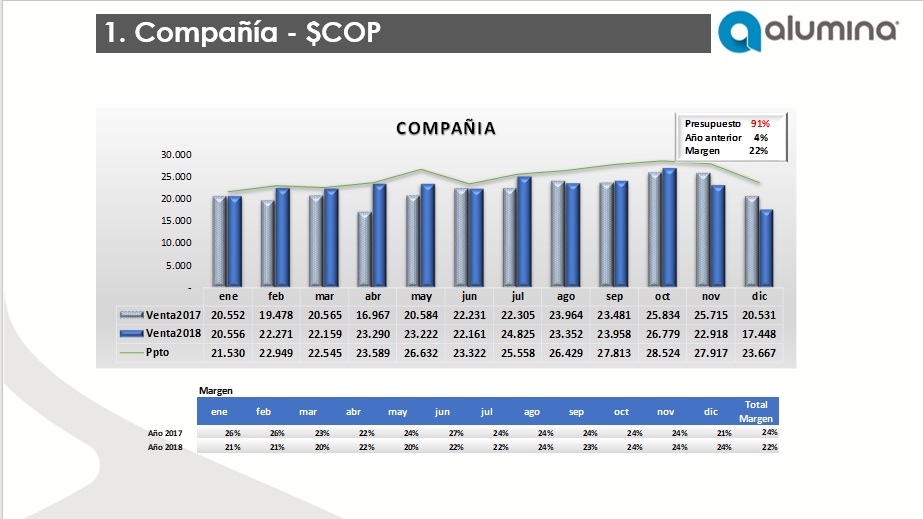 1. Compañía - $COP
alumina®
COMPAÑIA
Presupuesto 91%
Año anterior 4%
Margen 22%
30.000
25.000
20.000
15.000
10.000
5.000
-
ene feb mar abr may jun jul ago sep oct nov dic
Venta2017 20.552 19.478 20.565 16.967 20.584 22.231 22.305 23.964 23.481 25.834 25.715 20.531
Venta2018 20.556 22.271 22.159 23.290 23.222 22.161 24.825 23.352 23.958 26.779 22.918 17.448
Ppto 21.530 22.949 22.545 23.589 26.632 23.322 25.558 26.429 27.813 28.524 27.917 23.667
Margen
ene feb mar abr may jun jul ago sep oct nov dic Total Margen
Año 2017 26% 26% 23% 22% 24% 27% 24% 24% 24% 24% 24% 21% 24%
Año 2018 21% 21% 20% 22% 20% 22% 22% 24% 23% 24% 24% 24% 22%